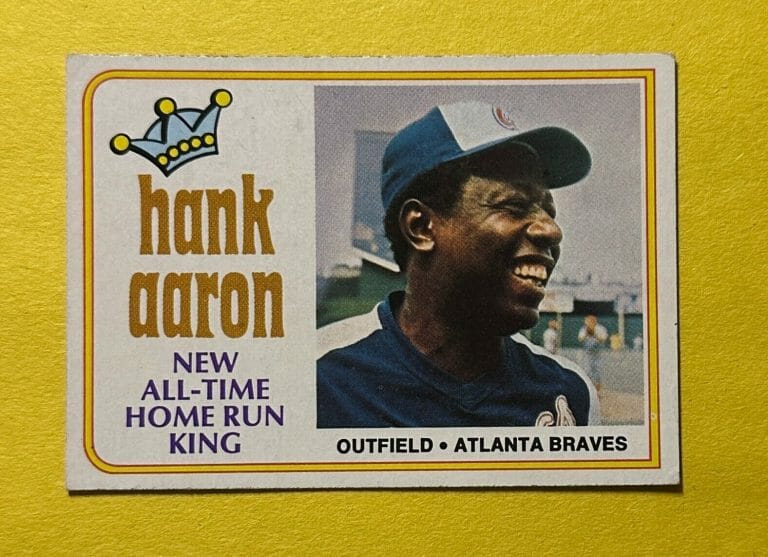 hank
aaron
NEW
ALL-TIME
HOME RUN
KING
OUTFIELD • ATLANTA BRAVES